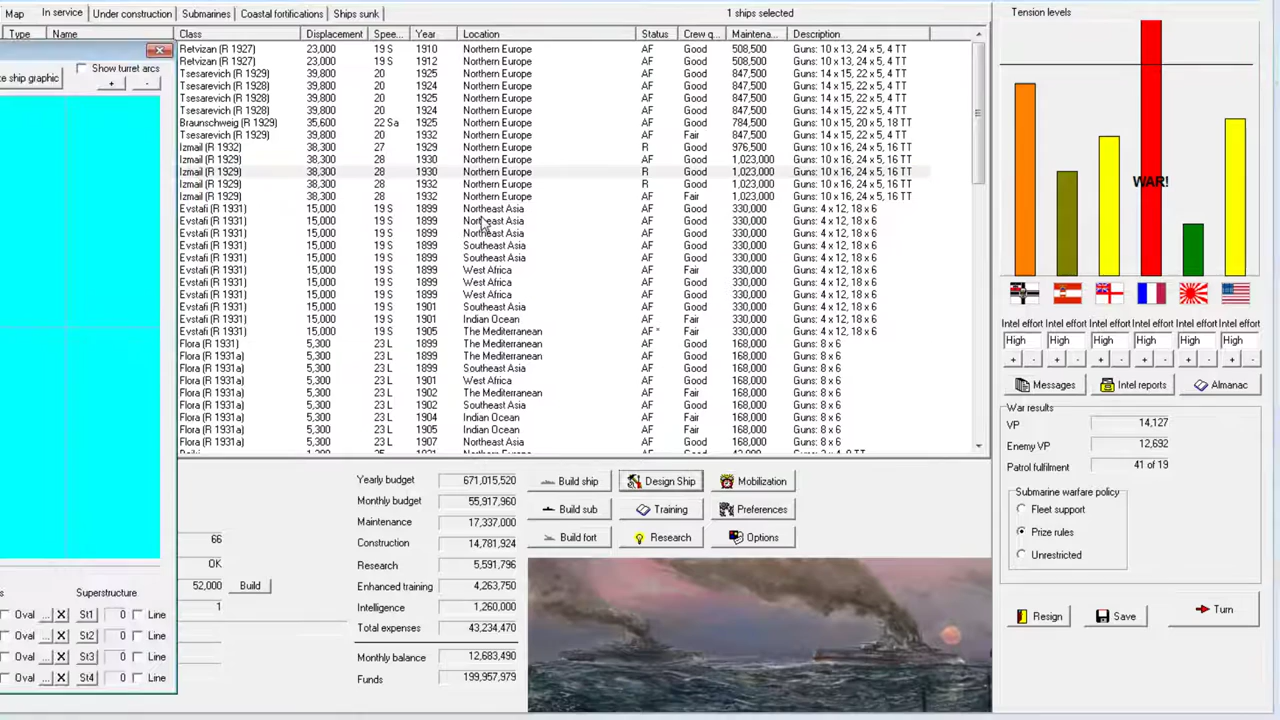 Map In service Under construction Submarines Coastal fortifications Ships sunk 1 ships selected Tension levels
Type Name Class Displacement Spee... Year Location Status Crew q... Maintena... Description
Retvizan (R 1927) 23,000 19 S 1910 Northern Europe AF Good 508,500 Guns: 10 x 13, 24 x 5, 4 TT
Retvizan (R 1927) 23,000 19 S 1912 Northern Europe AF Good 508,500 Guns: 10 x 13, 24 x 5, 4 TT
Tsesarevich (R 1929) 39,800 20 1925 Northern Europe AF Good 847,500 Guns: 14 x 15, 22 x 5, 4 TT
Tsesarevich (R 1928) 39,800 20 1924 Northern Europe AF Good 847,500 Guns: 14 x 15, 22 x 5, 4 TT
Tsesarevich (R 1928) 39,800 20 1925 Northern Europe AF Good 847,500 Guns: 14 x 15, 22 x 5, 4 TT
Tsesarevich (R 1928) 39,800 20 1924 Northern Europe AF Good 847,500 Guns: 14 x 15, 22 x 5, 4 TT
Braunschweig (R 1929) 35,600 22 Sa 1925 Northern Europe AF Good 784,500 Guns: 10 x 15, 20 x 5, 18 TT
Tsesarevich (R 1929) 39,800 20 1932 Northern Europe AF Fair 847,500 Guns: 14 x 15, 22 x 5, 4 TT
Izmail (R 1932) 38,300 27 1929 Northern Europe R Good 976,500 Guns: 10 x 16, 24 x 5, 16 TT
Izmail (R 1929) 38,300 28 1930 Northern Europe AF Good 1,023,000 Guns: 10 x 16, 24 x 5, 16 TT
Izmail (R 1929) 38,300 28 1930 Northern Europe R Good 1,023,000 Guns: 10 x 16, 24 x 5, 16 TT
Izmail (R 1929) 38,300 28 1932 Northern Europe R Good 1,023,000 Guns: 10 x 16, 24 x 5, 16 TT
Izmail (R 1929) 38,300 28 1932 Northern Europe AF Fair 1,023,000 Guns: 10 x 16, 24 x 5, 16 TT
Evstafi (R 1931) 15,000 19 S 1899 Northeast Asia AF Good 330,000 Guns: 4 x 12, 18 x 6
Evstafi (R 1931) 15,000 19 S 1899 Northeast Asia AF Good 330,000 Guns: 4 x 12, 18 x 6
Evstafi (R 1931) 15,000 19 S 1899 Northeast Asia AF Good 330,000 Guns: 4 x 12, 18 x 6
Evstafi (R 1931) 15,000 19 S 1899 Southeast Asia AF Good 330,000 Guns: 4 x 12, 18 x 6
Evstafi (R 1931) 15,000 19 S 1899 Southeast Asia AF Good 330,000 Guns: 4 x 12, 18 x 6
Evstafi (R 1931) 15,000 19 S 1899 West Africa AF Fair 330,000 Guns: 4 x 12, 18 x 6
Evstafi (R 1931) 15,000 19 S 1899 West Africa AF Good 330,000 Guns: 4 x 12, 18 x 6
Evstafi (R 1931) 15,000 19 S 1899 West Africa AF Good 330,000 Guns: 4 x 12, 18 x 6
Evstafi (R 1931) 15,000 19 S 1901 Southeast Asia AF Good 330,000 Guns: 4 x 12, 18 x 6
Evstafi (R 1931) 15,000 19 S 1901 Indian Ocean AF Fair 330,000 Guns: 4 x 12, 18 x 6
Evstafi (R 1931) 15,000 19 S 1905 The Mediterranean AF * Fair 330,000 Guns: 4 x 12, 18 x 6
Flora (R 1931) 5,300 23 L 1899 The Mediterranean AF Good 168,000 Guns: 8 x 6
Flora (R 1931a) 5,300 23 L 1899 The Mediterranean AF Good 168,000 Guns: 8 x 6
Flora (R 1931a) 5,300 23 L 1899 Southeast Asia AF Good 168,000 Guns: 8 x 6
Flora (R 1931a) 5,300 23 L 1901 West Africa AF Good 168,000 Guns: 8 x 6
Flora (R 1931a) 5,300 23 L 1902 The Mediterranean AF Fair 168,000 Guns: 8 x 6
Flora (R 1931a) 5,300 23 L 1902 Southeast Asia AF Good 168,000 Guns: 8 x 6
Flora (R 1931a) 5,300 23 L 1904 Indian Ocean AF Fair 168,000 Guns: 8 x 6
Flora (R 1931a) 5,300 23 L 1905 Indian Ocean AF Fair 168,000 Guns: 8 x 6
Flora (R 1931a) 5,300 23 L 1907 Northeast Asia AF Good 168,000 Guns: 8 x 6
ship graphic Show turret arcs
+ -
WAR!
Intel effort Intel effort Intel effort Intel effort Intel effort Intel effort
High High High High High High
+ - + - + - + - + - + -
Messages Intel reports Almanac
War results
VP 14,127
Enemy VP 12,692
Patrol fulfilment 41 of 19
Submarine warfare policy
Fleet support
Prize rules
Unrestricted
Resign Save Turn
Yearly budget 671,015,520 Build ship Design Ship Mobilization
Monthly budget 55,917,960 Build sub Training Preferences
Maintenance 17,337,000
66 Construction 14,781,924 Build fort Research Options
OK Research 5,591,796
52,000 Build Enhanced training 4,263,750
1 Intelligence 1,260,000
Total expenses 43,234,470
Monthly balance 12,683,490
Funds 199,957,979
Superstructure
Oval ... X St1 0 Line
Oval ... X St2 0 Line
Oval ... X St3 0 Line
Oval ... X St4 0 Line